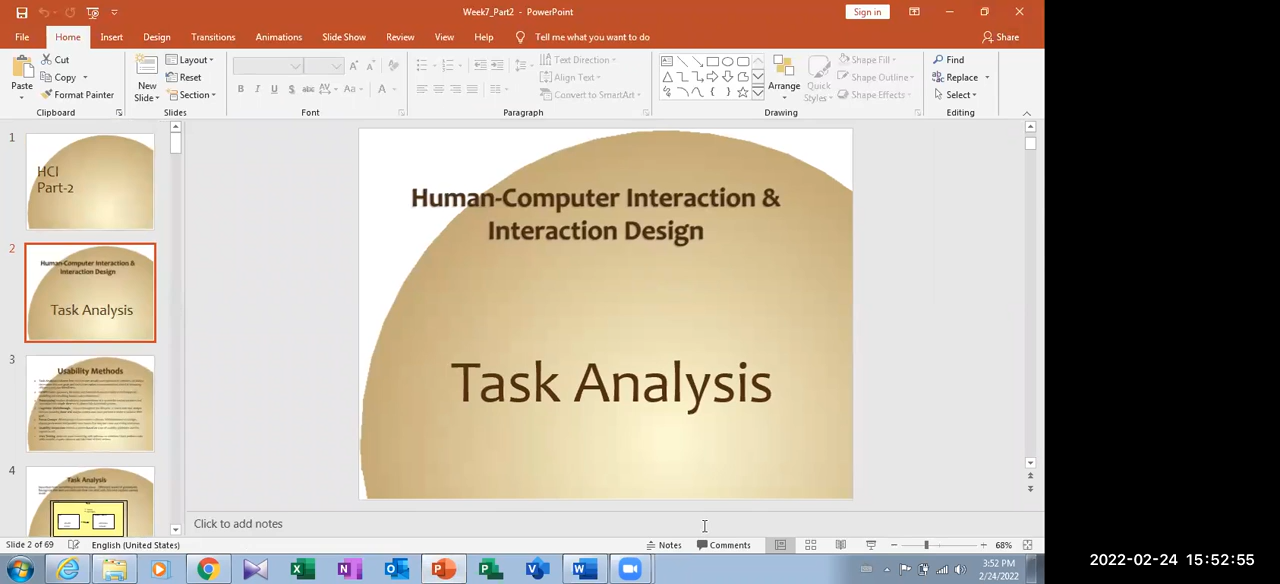 Week7_Part2 - PowerPoint
Sign in
File Home Insert Design Transitions Animations Slide Show Review View Help Tell me what you want to do Share
Paste
Cut
Copy
Format Painter
Clipboard
New Slide
Layout
Reset
Section
Slides
B I U S abc AV Aa A
Font
Text Direction
Align Text
Convert to SmartArt
Paragraph
Arrange
Quick Styles
Shape Fill
Shape Outline
Shape Effects
Drawing
Find
Replace
Select
Editing
1
HCI
Part-2
2
Human-Computer Interaction &
Interaction Design
Task Analysis
3
Usability Methods
4
Task Analysis
Human-Computer Interaction &
Interaction Design
Task Analysis
Click to add notes
Slide 2 of 69 English (United States) Notes Comments 68%
3:52 PM
2/24/2022
2022-02-24 15:52:55